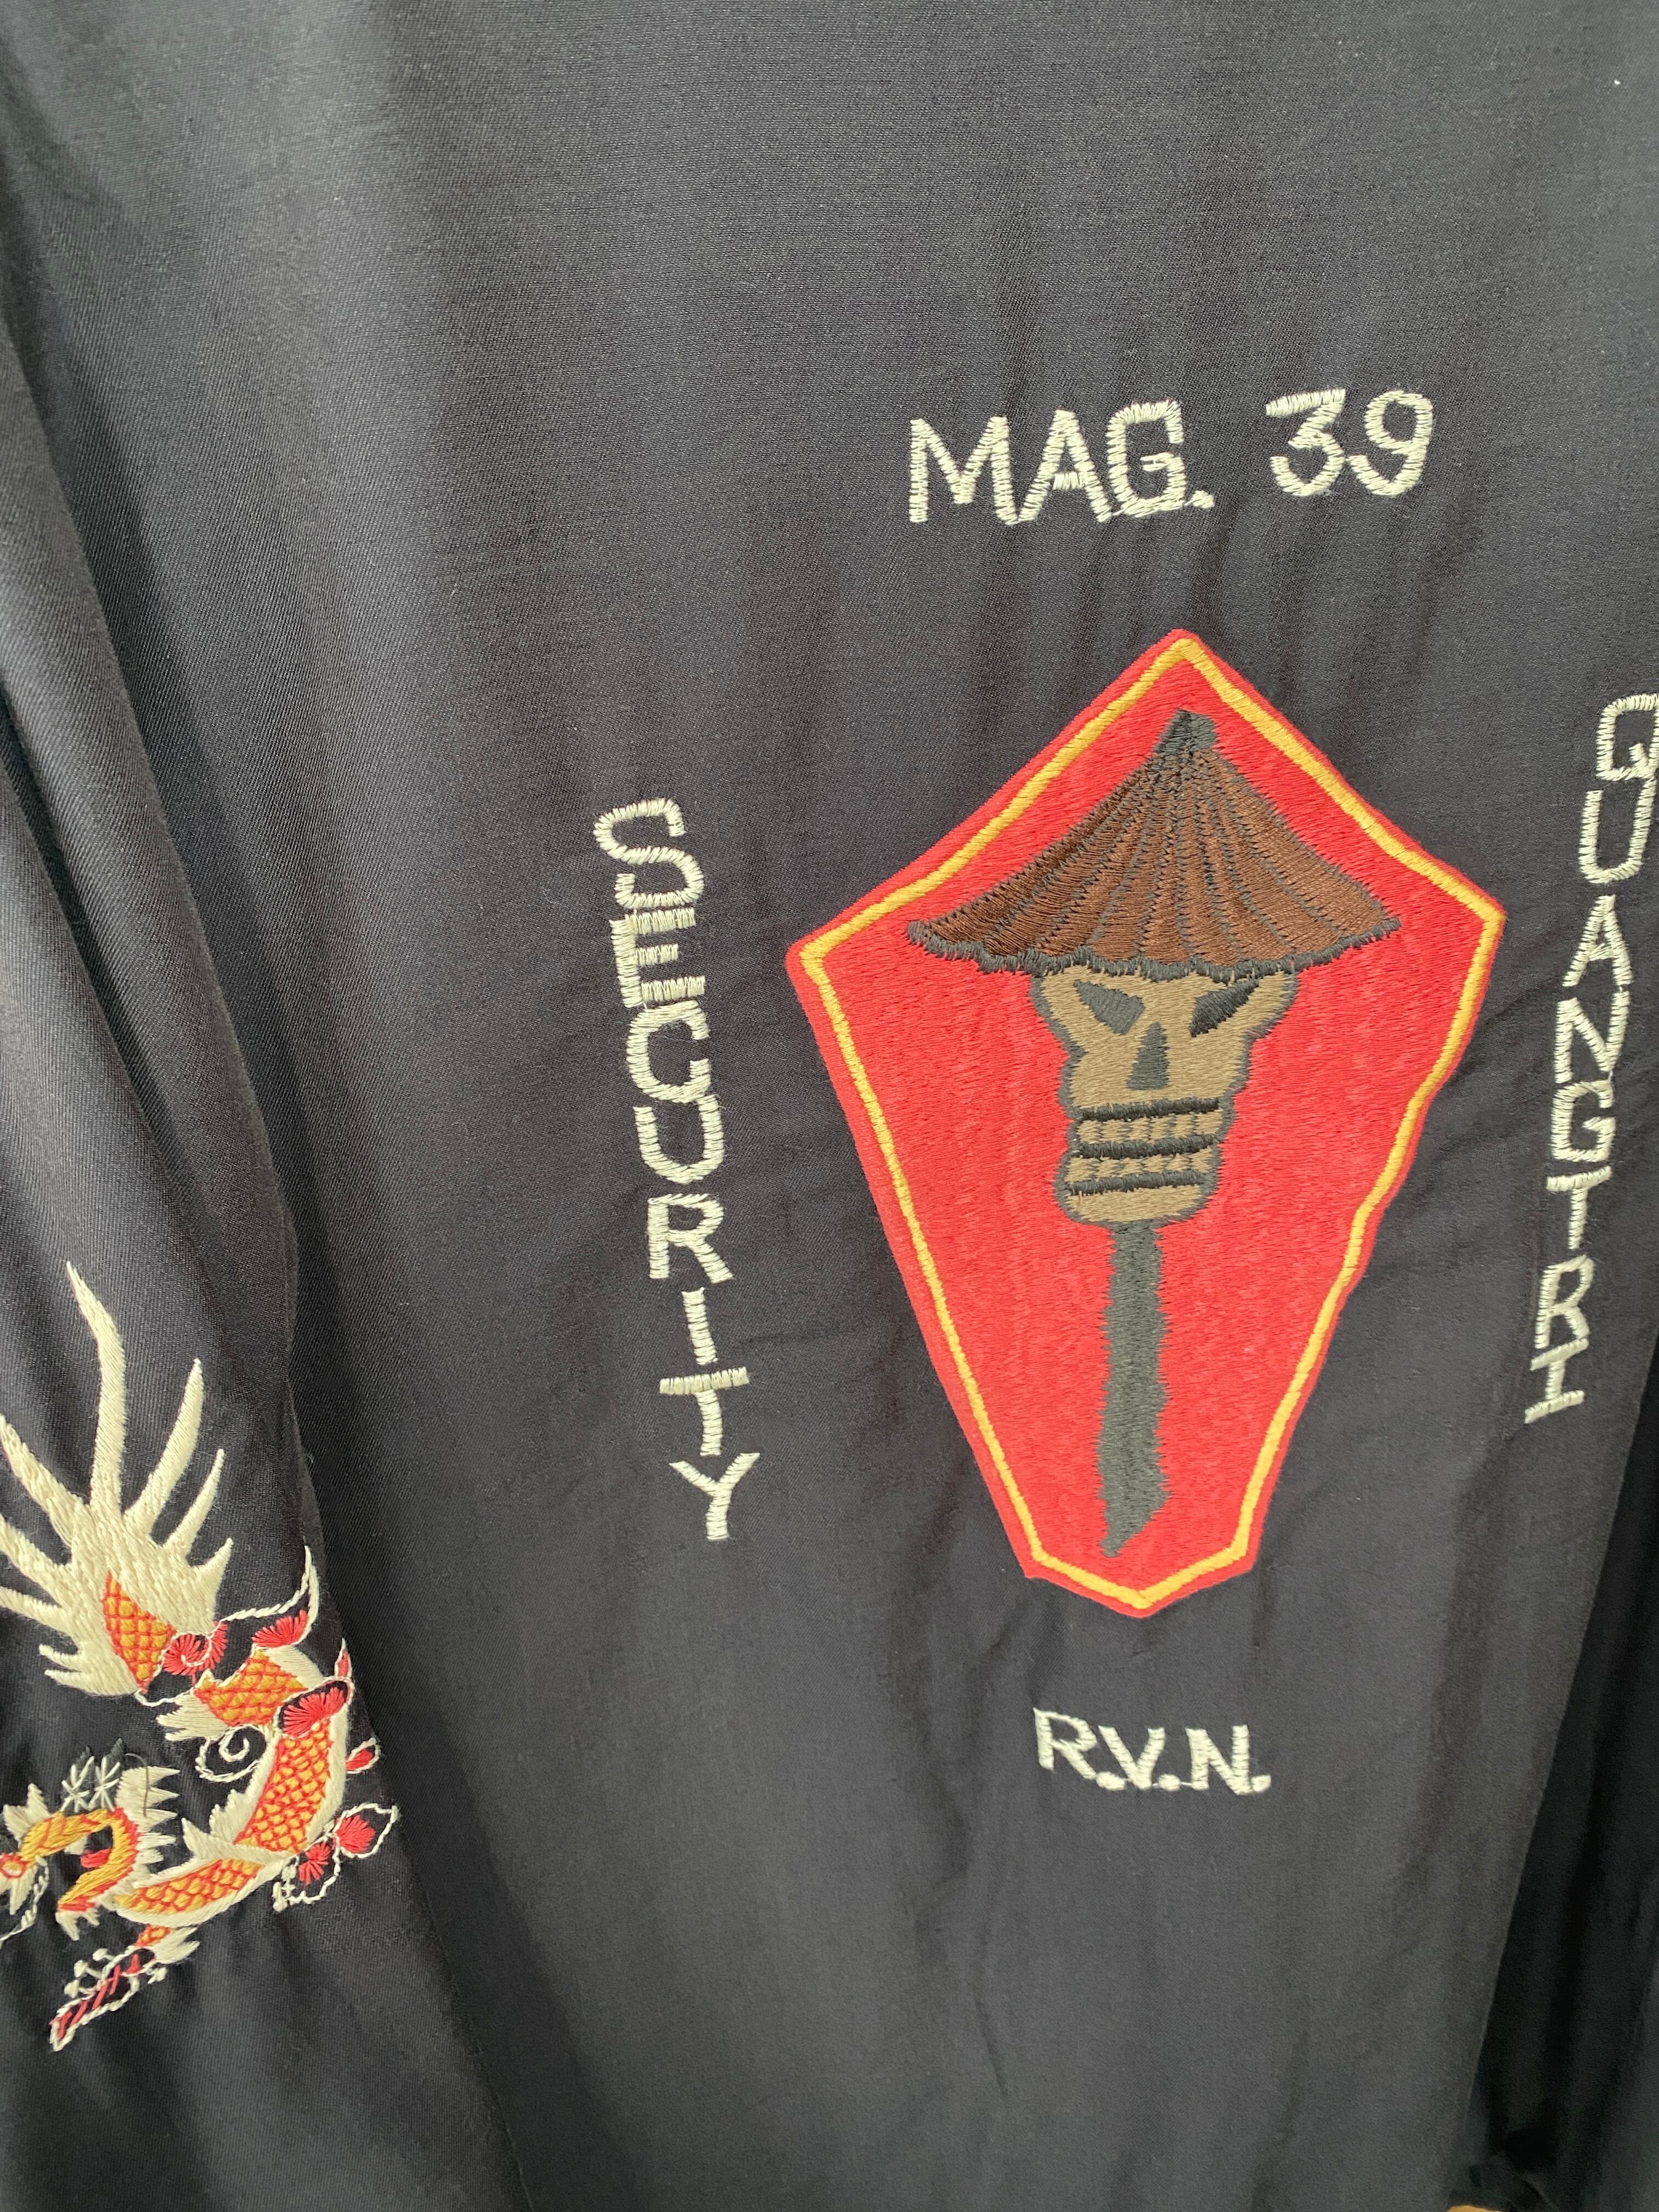 MAG. 39
SECURITY
QUANGTRI
R.V.N.